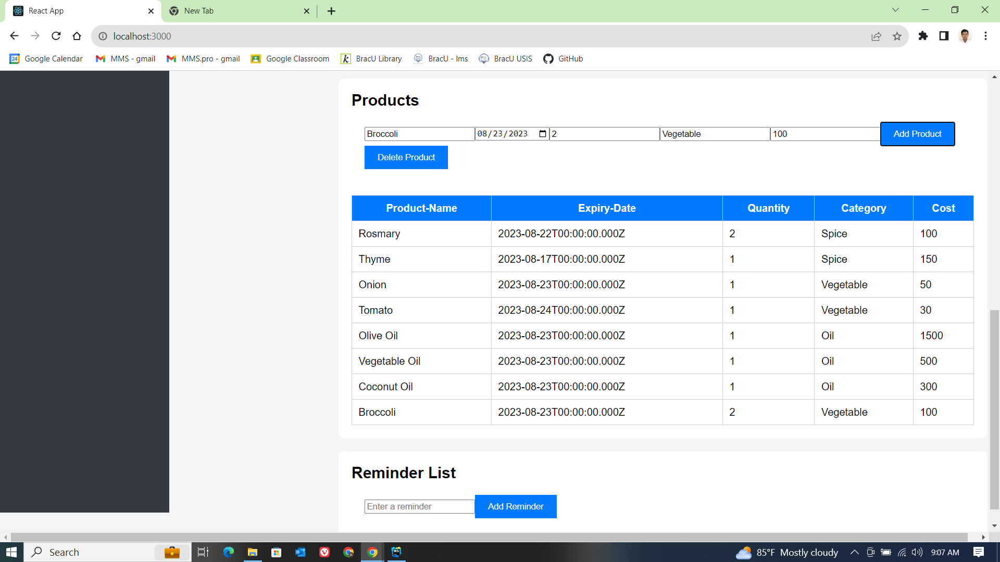 React App
New Tab
localhost:3000
24 Google Calendar MMS - gmail MMS.pro - gmail Google Classroom k BracU Library BracU - lms BracU USIS GitHub
Products
Broccoli 08/23/2023 2 Vegetable 100 Add Product
Delete Product
Product-Name Expiry-Date Quantity Category Cost
Rosmary 2023-08-22T00:00:00.000Z 2 Spice 100
Thyme 2023-08-17T00:00:00.000Z 1 Spice 150
Onion 2023-08-23T00:00:00.000Z 1 Vegetable 50
Tomato 2023-08-24T00:00:00.000Z 1 Vegetable 30
Olive Oil 2023-08-23T00:00:00.000Z 1 Oil 1500
Vegetable Oil 2023-08-23T00:00:00.000Z 1 Oil 500
Coconut Oil 2023-08-23T00:00:00.000Z 1 Oil 300
Broccoli 2023-08-23T00:00:00.000Z 2 Vegetable 100
Reminder List
Enter a reminder Add Reminder
Search WS 85°F Mostly cloudy 9:07 AM